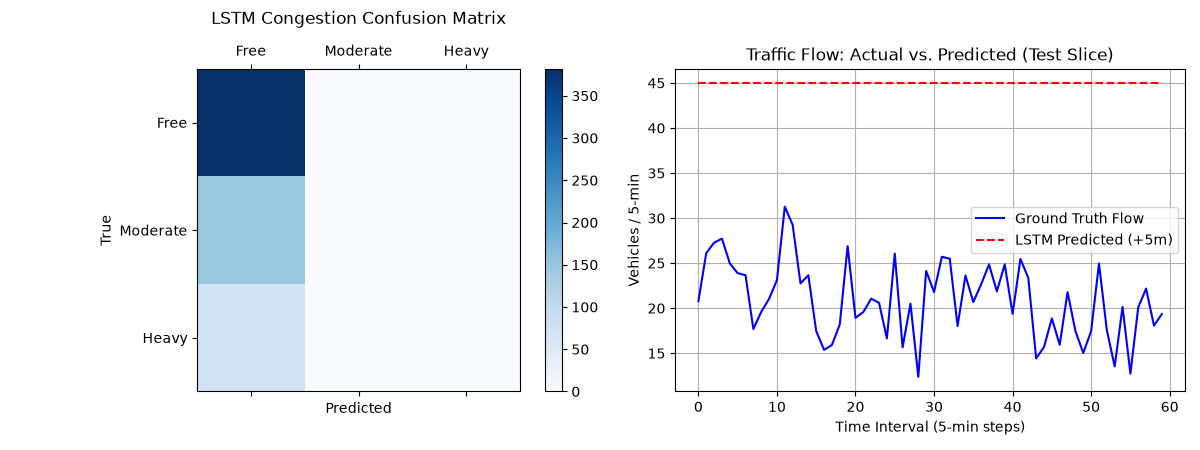 LSTM Congestion Confusion Matrix
Free Moderate Heavy
Free
Moderate
Heavy
True
Predicted
350
300
250
200
150
100
50
0
Traffic Flow: Actual vs. Predicted (Test Slice)
45
40
35
30
25
20
15
Vehicles / 5-min
Ground Truth Flow
LSTM Predicted (+5m)
0 10 20 30 40 50 60
Time Interval (5-min steps)